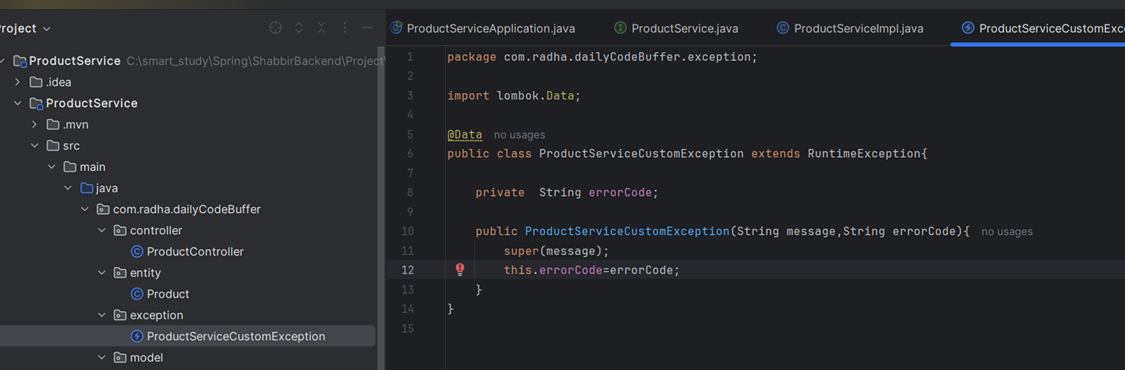 Project
ProductService C:\smart_study\Spring\ShabbirBackend\Project\
.idea
ProductService
.mvn
src
main
java
com.radha.dailyCodeBuffer
controller
ProductController
entity
Product
exception
ProductServiceCustomException
model
ProductServiceApplication.java ProductService.java ProductServiceImpl.java ProductServiceCustomExc
1 package com.radha.dailyCodeBuffer.exception;
2
3 import lombok.Data;
4
5 @Data no usages
6 public class ProductServiceCustomException extends RuntimeException{
7
8 private  String errorCode;
9
10 public ProductServiceCustomException(String message,String errorCode){ no usages
11 super(message);
12 this.errorCode=errorCode;
13 }
14 }
15